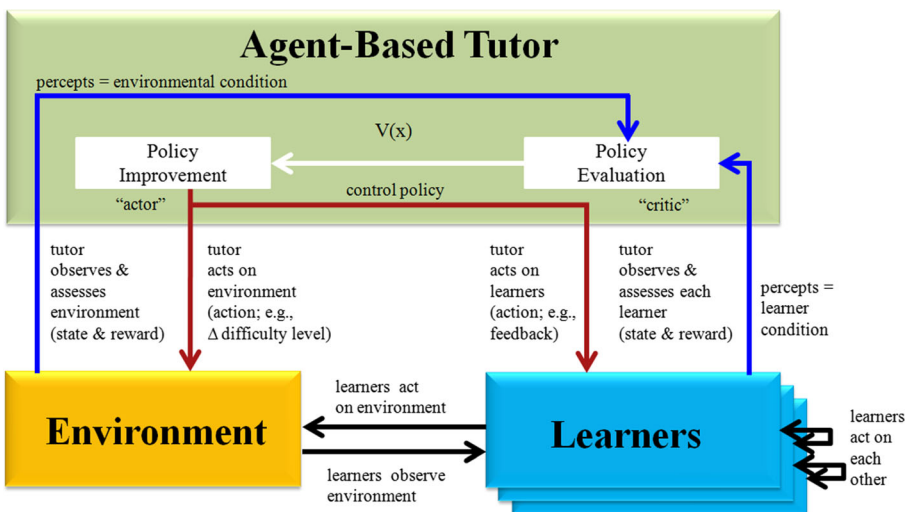 Agent-Based Tutor
percepts = environmental condition
V(x)
Policy
Improvement
Policy
Evaluation
"actor"
control policy
"critic"
tutor
observes &
assesses
environment
(state & reward)
tutor
acts on
environment
(action; e.g.,
Δ difficulty level)
tutor
acts on
learners
(action; e.g.,
feedback)
tutor
observes &
assesses each
learner
(state & reward)
percepts =
learner
condition
Environment
learners act
on environment
learners observe
environment
Learners
learners
act on
each
other